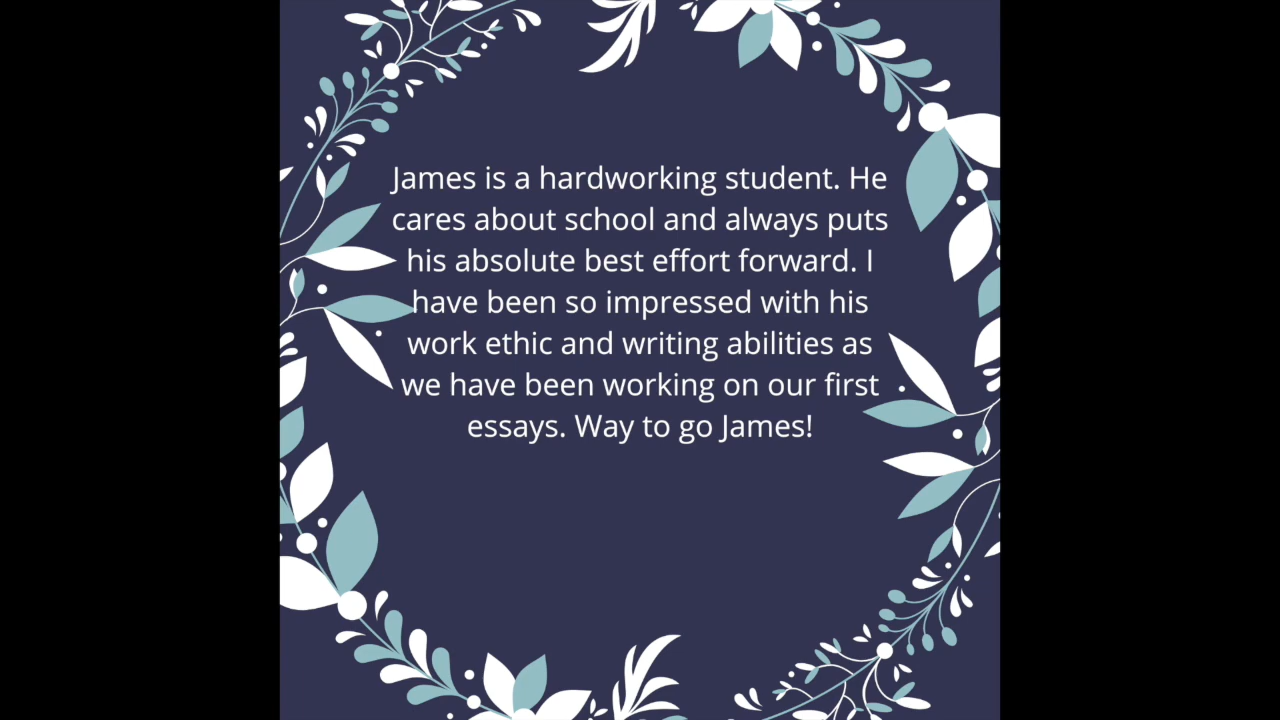 James is a hardworking student. He
cares about school and always puts
his absolute best effort forward. I
have been so impressed with his
work ethic and writing abilities as
we have been working on our first
essays. Way to go James!